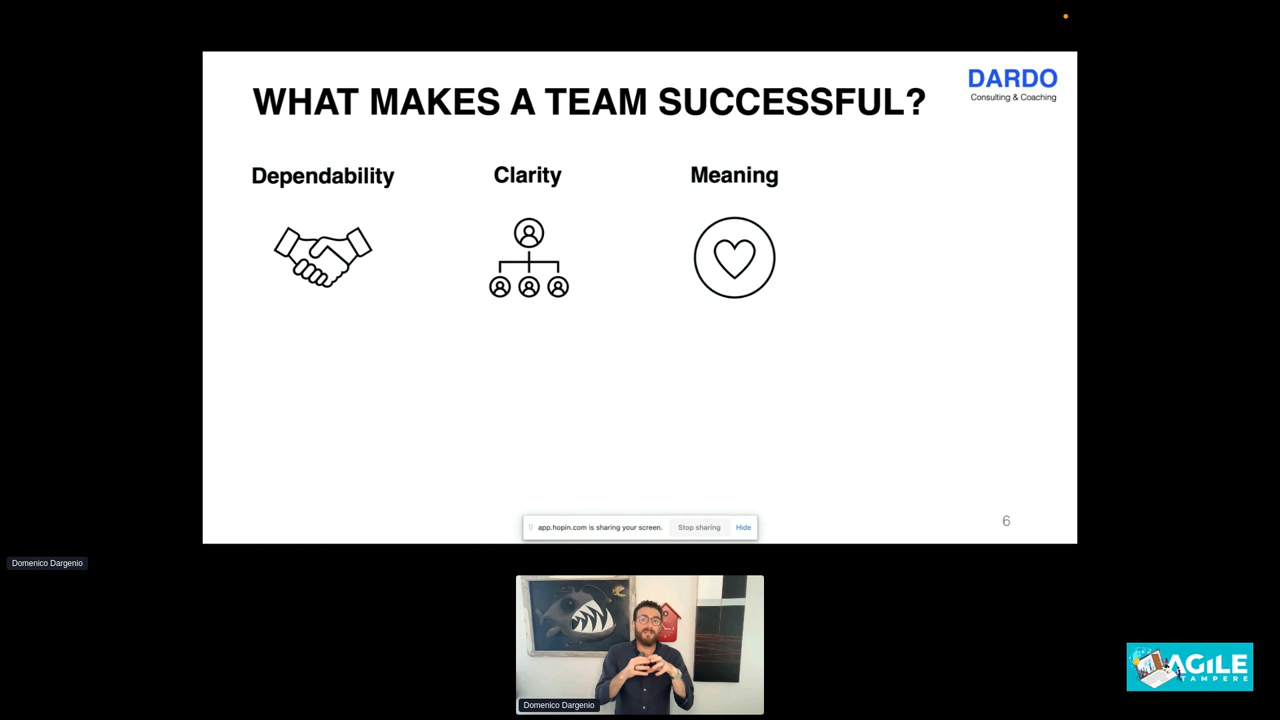 WHAT MAKES A TEAM SUCCESSFUL?
DARDO
Consulting & Coaching
Dependability
Clarity
Meaning
app.hopin.com is sharing your screen. Stop sharing Hide
6
Domenico Dargenio
Domenico Dargenio
AGILE
TAMPERE